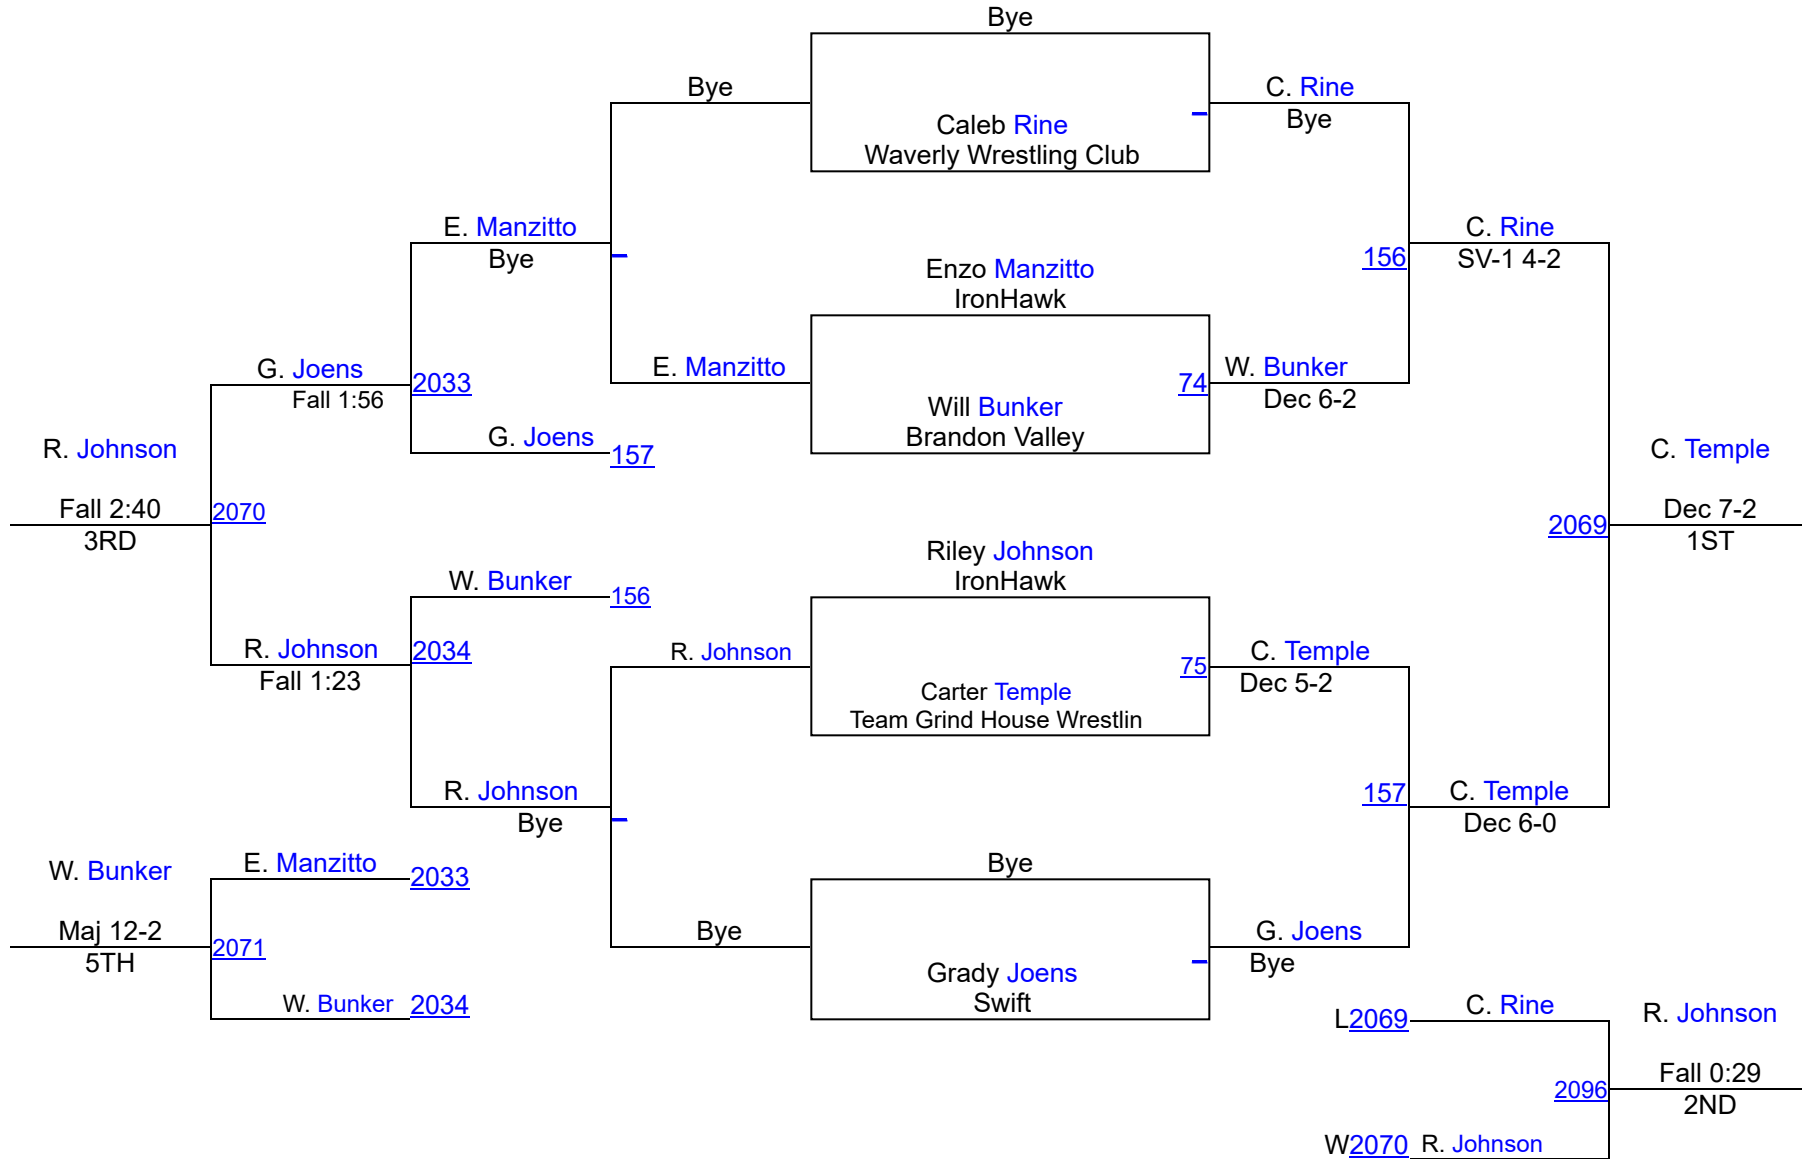 Bye
Bye
C. Rine
Bye
Caleb Rine
Waverly Wrestling Club
E. Manzitto
Bye
C. Rine
SV-1 4-2
156
Enzo Manzitto
IronHawk
E. Manzitto
W. Bunker
74
Dec 6-2
G. Joens
2033
Fall 1:56
Will Bunker
Brandon Valley
G. Joens
157
R. Johnson
C. Temple
Fall 2:40
2070
3RD
2069
Dec 7-2
1ST
Riley Johnson
IronHawk
W. Bunker
156
R. Johnson
2034
Fall 1:23
R. Johnson
C. Temple
75
Dec 5-2
Carter Temple
Team Grind House Wrestlin
R. Johnson
Bye
157
C. Temple
Dec 6-0
W. Bunker
E. Manzitto
2033
Bye
Maj 12-2
2071
5TH
Bye
G. Joens
Bye
Grady Joens
Swift
W. Bunker
2034
L2069
C. Rine
R. Johnson
2096
Fall 0:29
2ND
W2070
R. Johnson